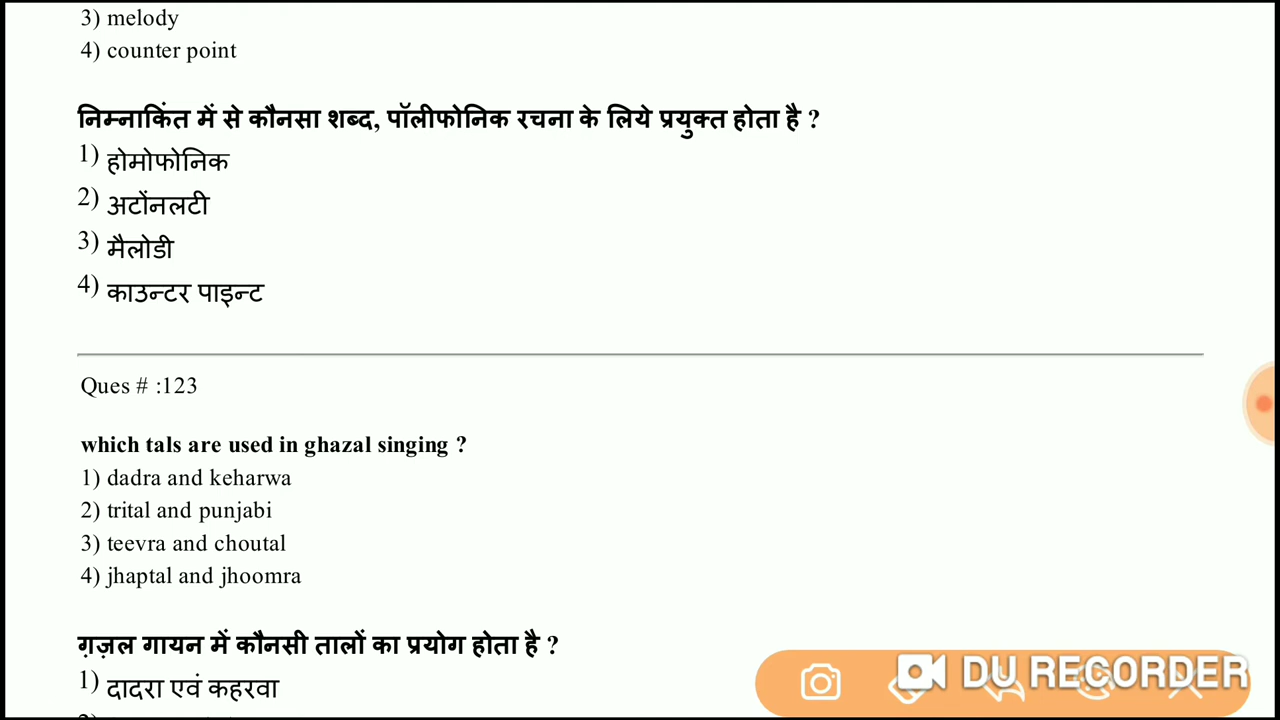 3) melody
4) counter point
निम्नाकिंत में से कौनसा शब्द, पॉलीफोनिक रचना के लिये प्रयुक्त होता है ?
1) होमोफोनिक
2) अटोंनलटी
3) मैलोडी
4) काउन्टर पाइन्ट
Ques # :123
which tals are used in ghazal singing ?
1) dadra and keharwa
2) trital and punjabi
3) teevra and choutal
4) jhaptal and jhoomra
ग़ज़ल गायन में कौनसी तालों का प्रयोग होता है ?
1) दादरा एवं कहरवा
DU RECORDER